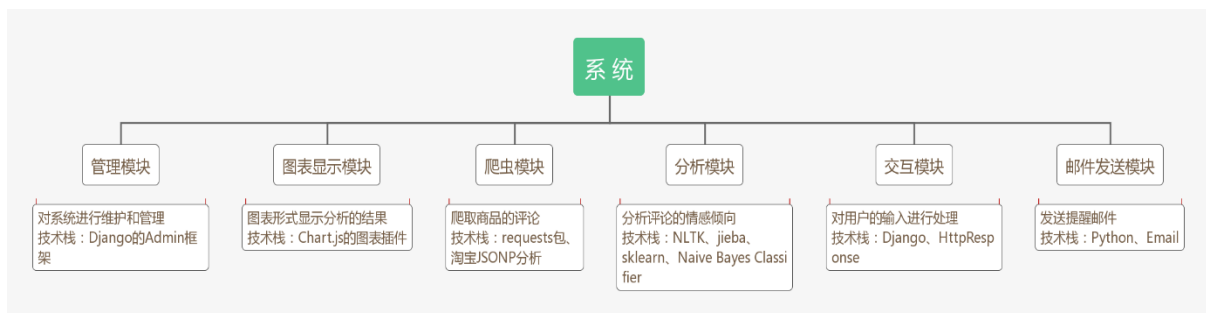 系 统
管理模块
图表显示模块
爬虫模块
分析模块
交互模块
邮件发送模块
对系统进行维护和管理
技术栈：Django的Admin框
架
图表形式显示分析的结果
技术栈：Chart.js的图表插件
爬取商品的评论
技术栈：requests包、
淘宝JSONP分析
分析评论的情感倾向
技术栈：NLTK、jieba、
sklearn、Naive Bayes Classi
fier
对用户的输入进行处理
技术栈：Django、HttpResp
onse
发送提醒邮件
技术栈：Python、Email